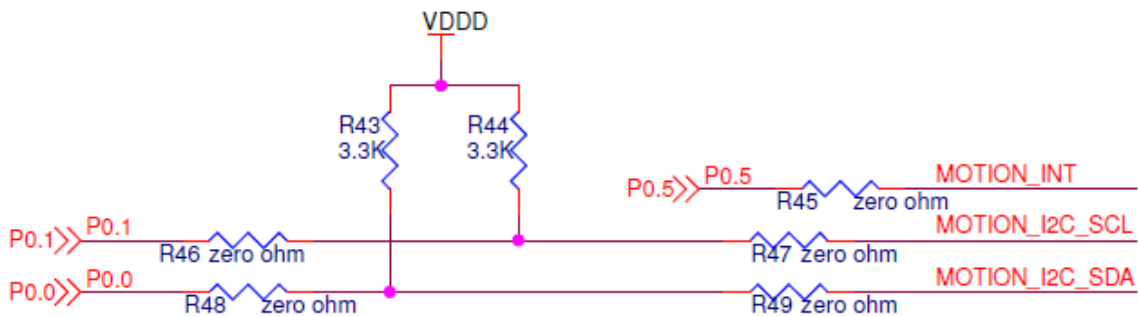 VDDD
R43
3.3K
R44
3.3K
P0.5 P0.5
R45 zero ohm
MOTION_INT
P0.1 P0.1
R46 zero ohm
R47 zero ohm
MOTION_I2C_SCL
P0.0 P0.0
R48 zero ohm
R49 zero ohm
MOTION_I2C_SDA